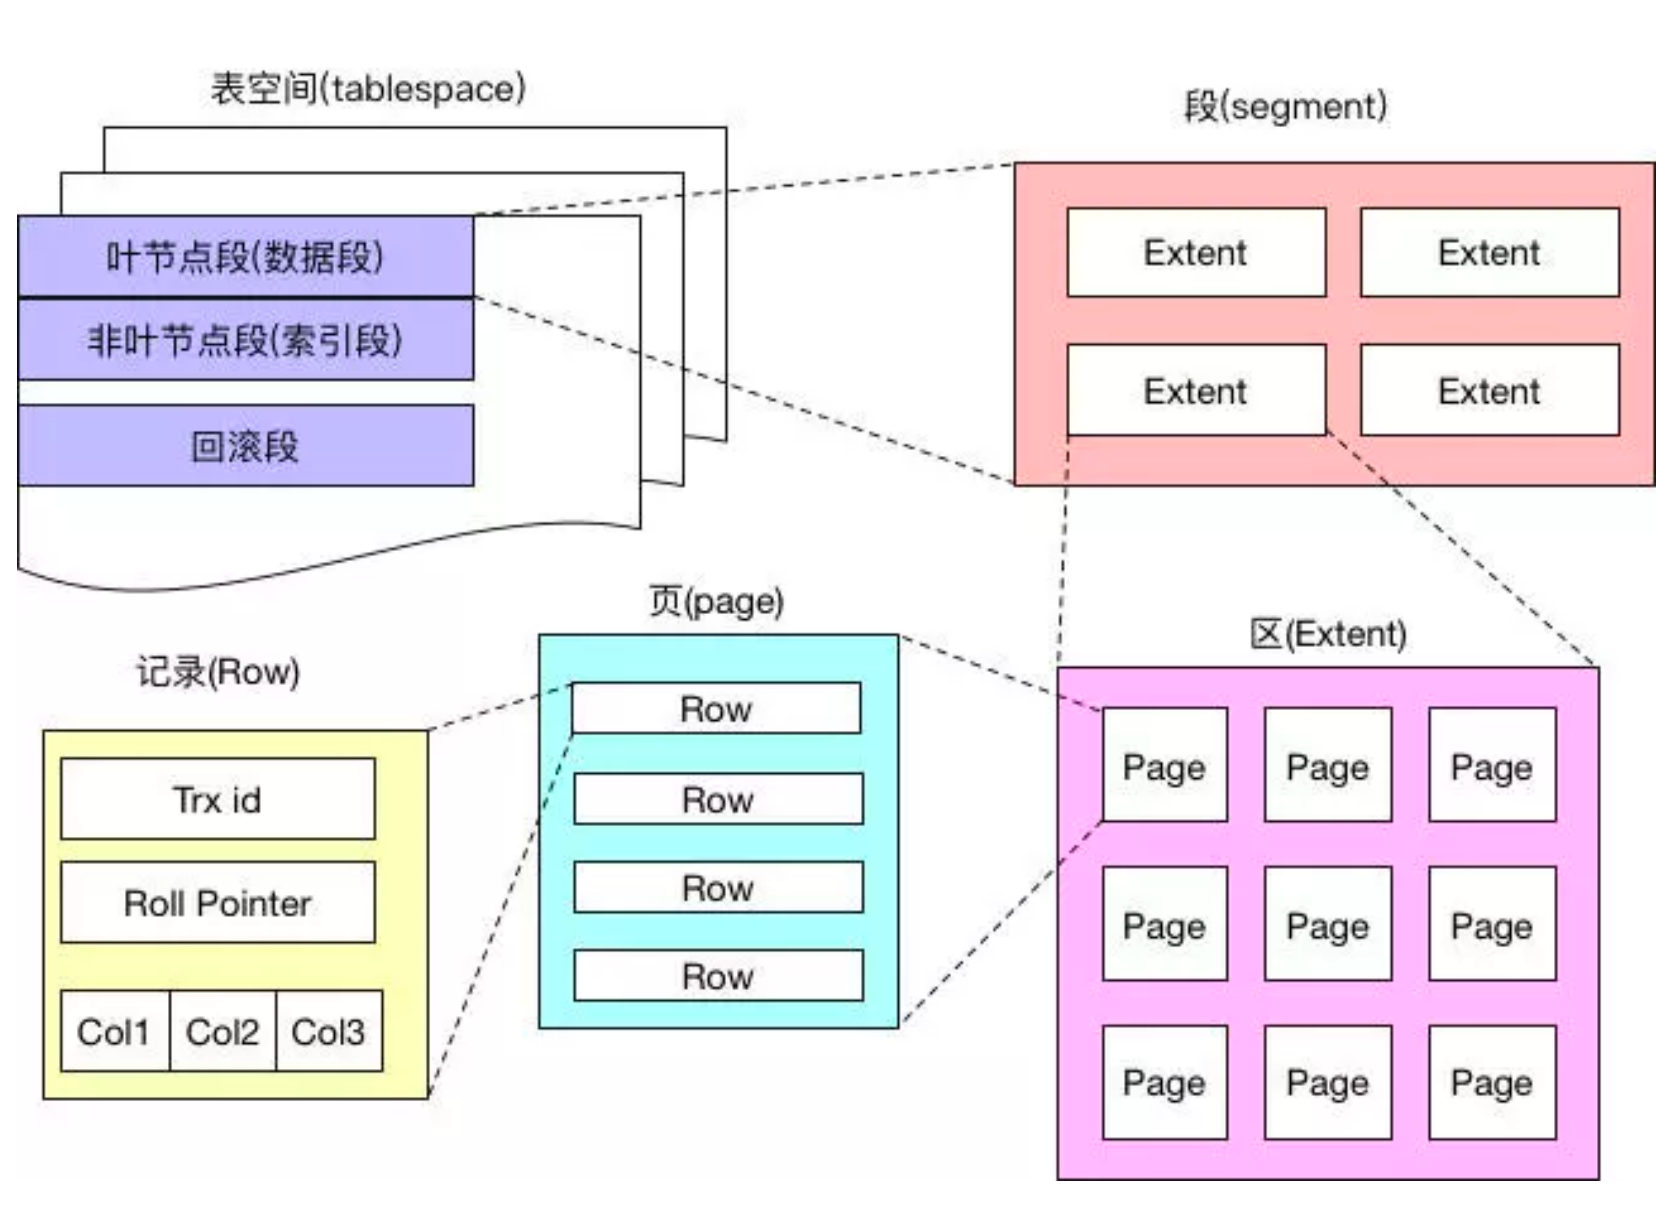 表空间(tablespace)
叶节点段(数据段)
非叶节点段(索引段)
回滚段
段(segment)
Extent Extent
Extent Extent
记录(Row)
Trx id
Roll Pointer
Col1 Col2 Col3
页(page)
Row
Row
Row
Row
区(Extent)
Page Page Page
Page Page Page
Page Page Page